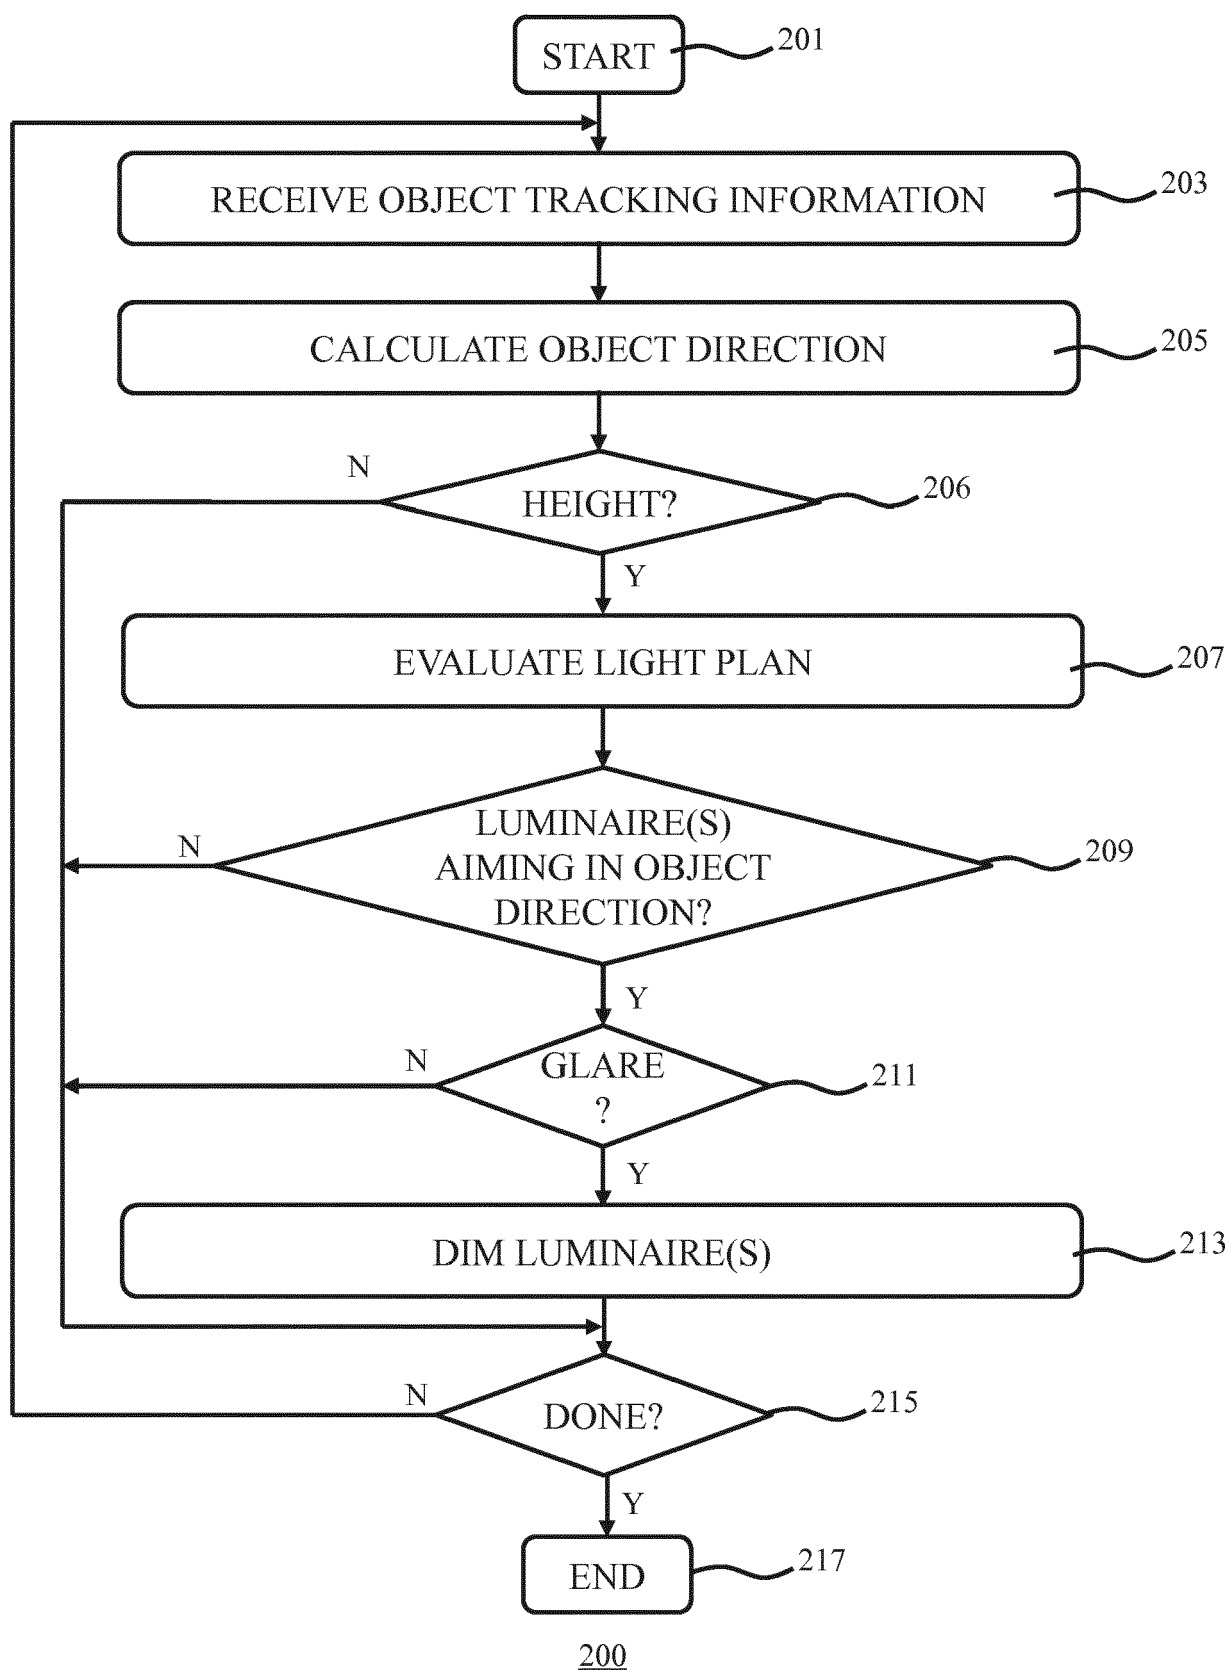 START
201
RECEIVE OBJECT TRACKING INFORMATION
203
CALCULATE OBJECT DIRECTION
205
N
HEIGHT?
206
Y
EVALUATE LIGHT PLAN
207
N
LUMINAIRE(S)
AIMING IN OBJECT
DIRECTION?
209
Y
N
GLARE
?
211
Y
DIM LUMINAIRE(S)
213
N
DONE?
215
Y
END
217
200